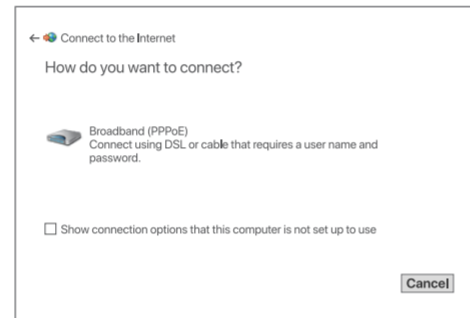 Connect to the Internet
How do you want to connect?
Broadband (PPPoE)
Connect using DSL or cable that requires a user name and
password.
Show connection options that this computer is not set up to use
Cancel